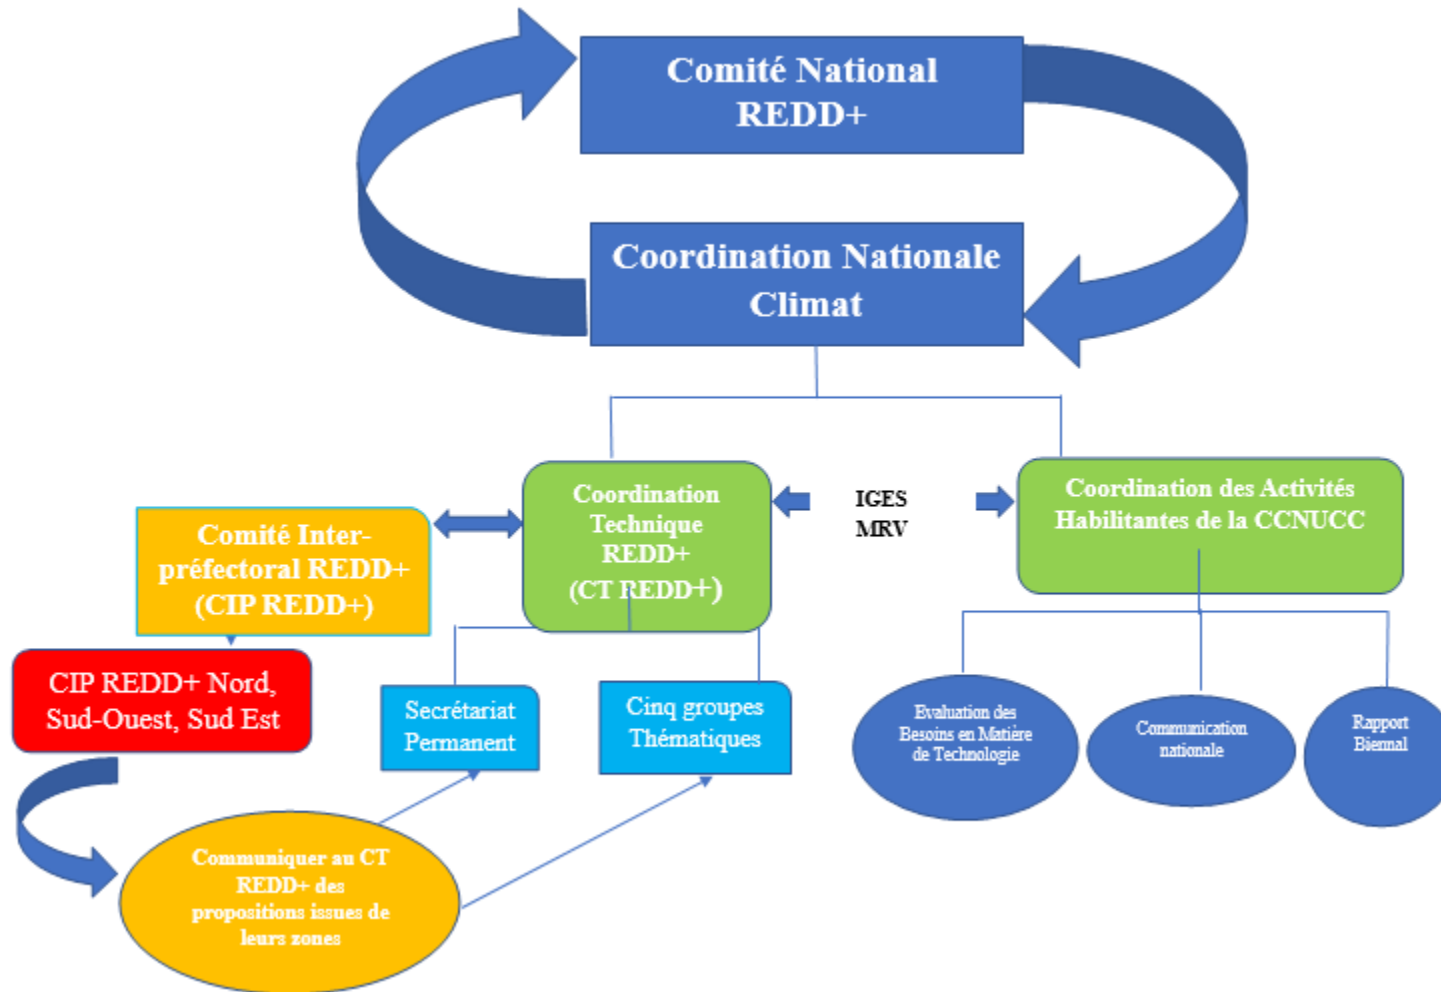 Comité National
REDD+
Coordination Nationale
Climat
Coordination
Technique
REDD+
(CT REDD+)
IGES
MRV
Coordination des Activités
Habilitantes de la CCNUCC
Comité Inter-
préfectoral REDD+
(CIP REDD+)
CIP REDD+ Nord,
Sud-Ouest, Sud Est
Secrétariat
Permanent
Cinq groupes
Thématiques
Evaluation des
Besoins en Matière
de Technologie
Communication
nationale
Rapport
Biennal
Communiquer au CT
REDD+ des
propositions issues de
leurs zones